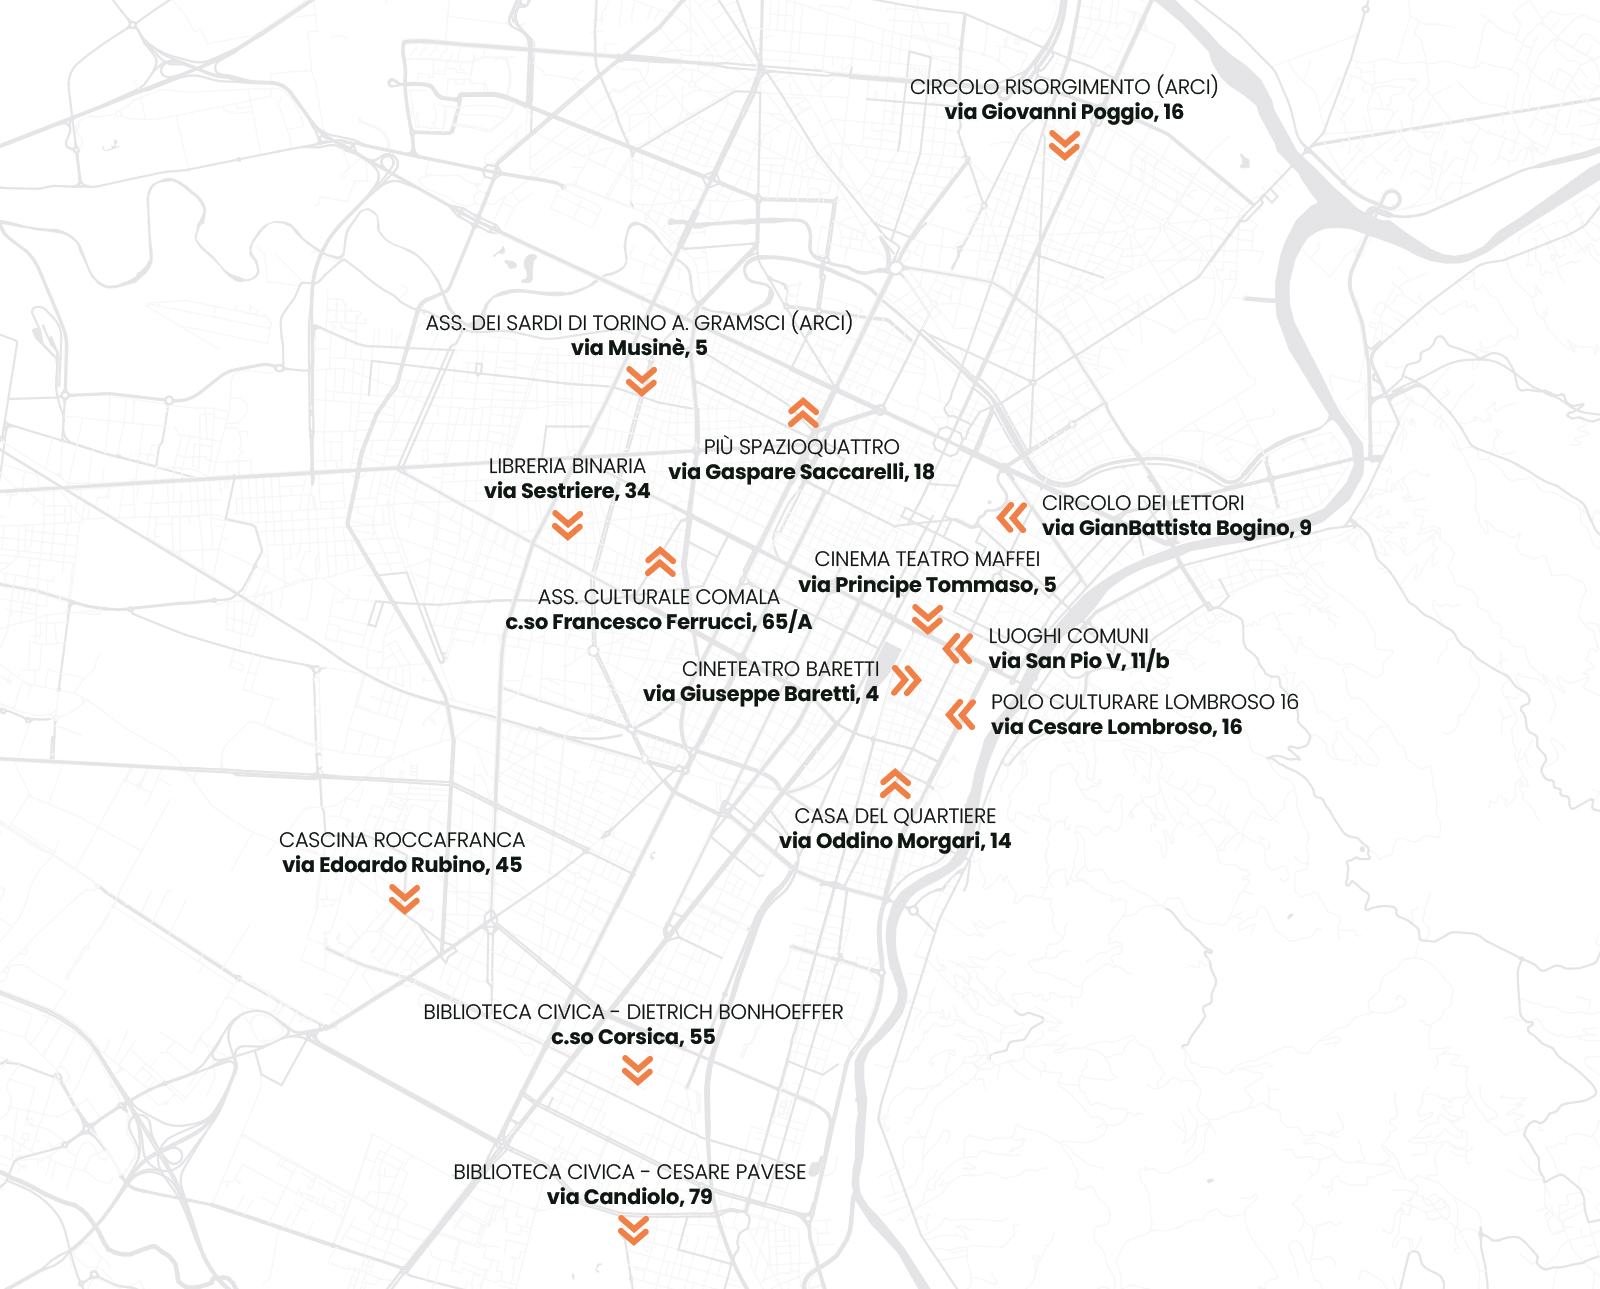 CIRCOLO RISORGIMENTO (ARCI)
via Giovanni Poggio, 16
ASS. DEI SARDI DI TORINO A. GRAMSCI (ARCI)
via Musinè, 5
PIÙ SPAZIOQUATTRO
via Gaspare Saccarelli, 18
LIBRERIA BINARIA
via Sestriere, 34
CIRCOLO DEI LETTORI
via GianBattista Bogino, 9
CINEMA TEATRO MAFFEI
via Principe Tommaso, 5
ASS. CULTURALE COMALA
c.so Francesco Ferrucci, 65/A
LUOGHI COMUNI
via San Pio V, 11/b
CINETEATRO BARETTI
via Giuseppe Baretti, 4
POLO CULTURARE LOMBROSO 16
via Cesare Lombroso, 16
CASA DEL QUARTIERE
via Oddino Morgari, 14
CASCINA ROCCAFRANCA
via Edoardo Rubino, 45
BIBLIOTECA CIVICA - DIETRICH BONHOEFFER
c.so Corsica, 55
BIBLIOTECA CIVICA - CESARE PAVESE
via Candiolo, 79